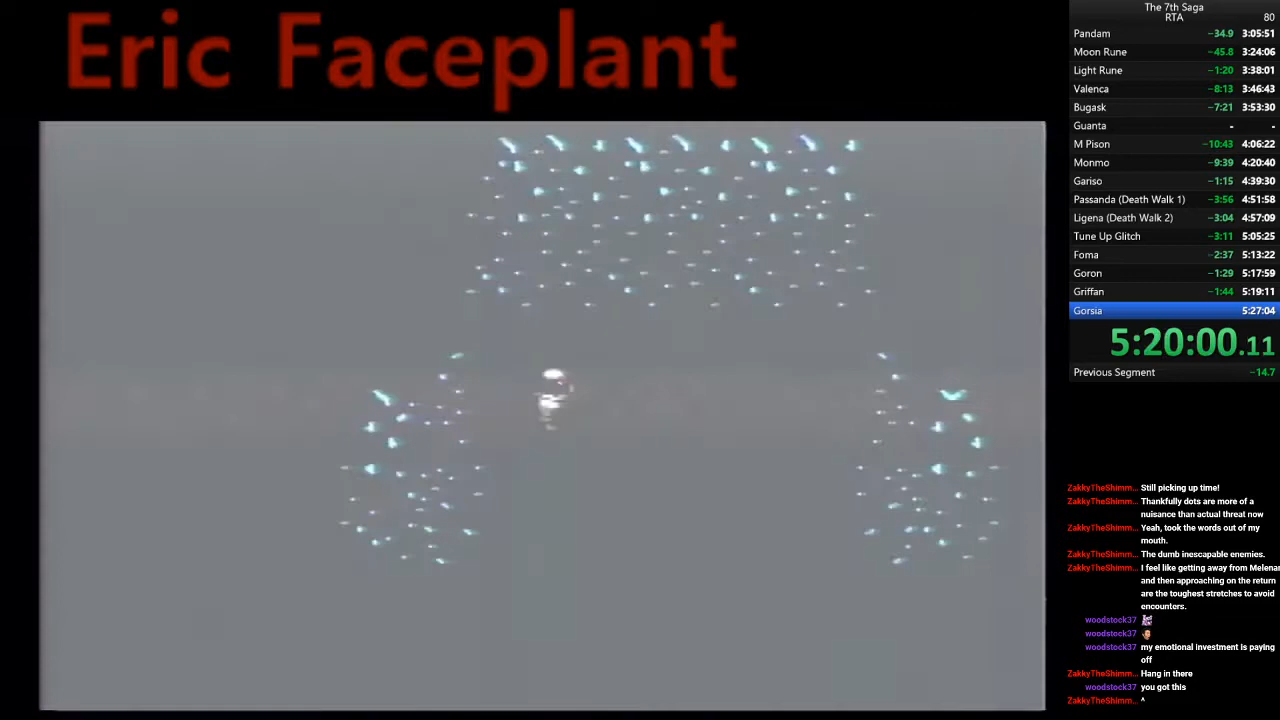 Eric Faceplant
The 7th Saga
RTA 80
Pandam -34.9 3:05:51
Moon Rune -45.8 3:24:06
Light Rune -1:20 3:38:01
Valenca -8:13 3:46:43
Bugask -7:21 3:53:30
Guanta - -
M Pison -10:43 4:06:22
Monmo -9:39 4:20:40
Gariso -1:15 4:39:30
Passanda (Death Walk 1) -3:56 4:51:58
Ligena (Death Walk 2) -3:04 4:57:09
Tune Up Glitch -3:11 5:05:25
Foma -2:37 5:13:22
Goron -1:29 5:17:59
Griffan -1:44 5:19:11
Gorsia 5:27:04
5:20:00.11
Previous Segment -14.7
ZakkyTheShimm... Still picking up time!
ZakkyTheShimm... Thankfully dots are more of a
nuisance than actual threat now
ZakkyTheShimm... Yeah, took the words out of my
mouth.
ZakkyTheShimm... The dumb inescapable enemies.
ZakkyTheShimm... I feel like getting away from Melenam
and then approaching on the return
are the toughest stretches to avoid
encounters.
woodstock37
woodstock37
woodstock37 my emotional investment is paying
off
ZakkyTheShimm... Hang in there
woodstock37 you got this
ZakkyTheShimm... ^